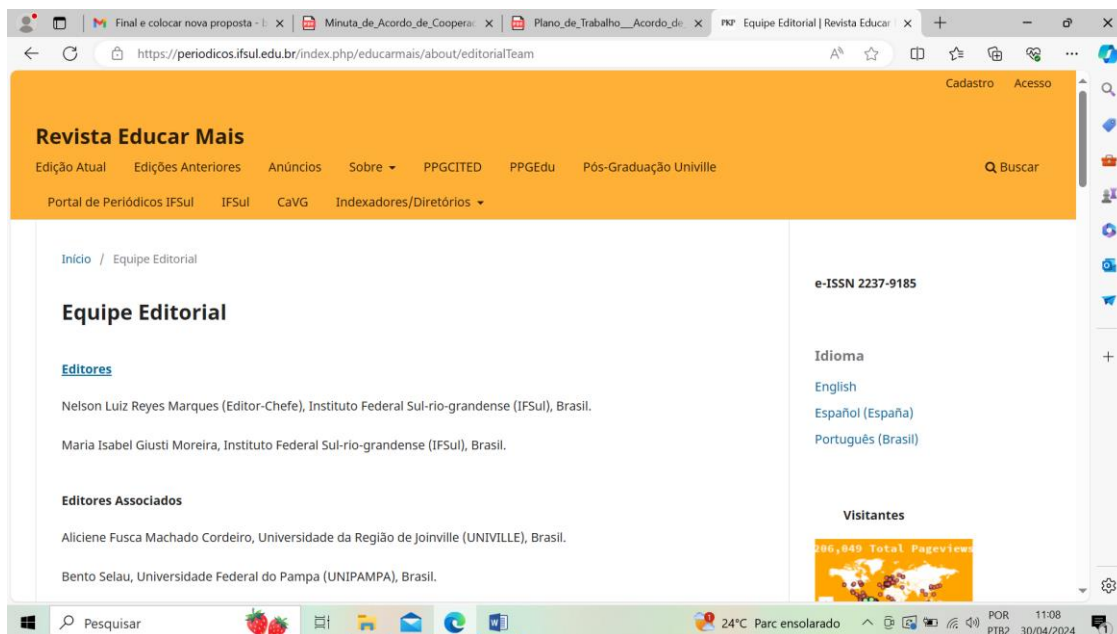 Final e colocar nova proposta -
Minuta_de_Acordo_de_Cooperac
Plano_de_Trabalho__Acordo_de
PKP Equipe Editorial | Revista Educar
https://periodicos.ifsul.edu.br/index.php/educarmais/about/editorialTeam
Cadastro Acesso
Revista Educar Mais
Edição Atual Edições Anteriores Anúncios Sobre PPGCITED PPGEdu Pós-Graduação Univille Buscar
Portal de Periódicos IFSul IFSul CaVG Indexadores/Diretórios
Início / Equipe Editorial
Equipe Editorial
Editores
Nelson Luiz Reyes Marques (Editor-Chefe), Instituto Federal Sul-rio-grandense (IFSul), Brasil.
Maria Isabel Giusti Moreira, Instituto Federal Sul-rio-grandense (IFSul), Brasil.
Editores Associados
Aliciene Fusca Machado Cordeiro, Universidade da Região de Joinville (UNIVILLE), Brasil.
Bento Selau, Universidade Federal do Pampa (UNIPAMPA), Brasil.
e-ISSN 2237-9185
Idioma
English
Español (España)
Português (Brasil)
Visitantes
206,049 Total Pageviews
Pesquisar
24°C Parc ensolarado
POR
PTB2
11:08
30/04/2024